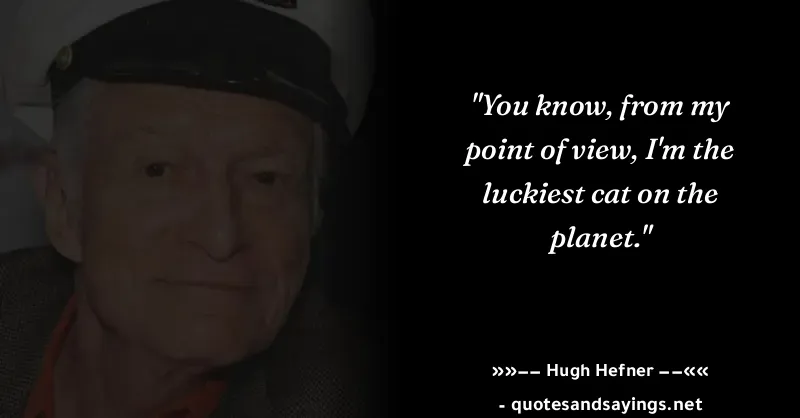 "You know, from my
point of view, I'm the
luckiest cat on the
planet."
»»−− Hugh Hefner −−««
- quotesandsayings.net